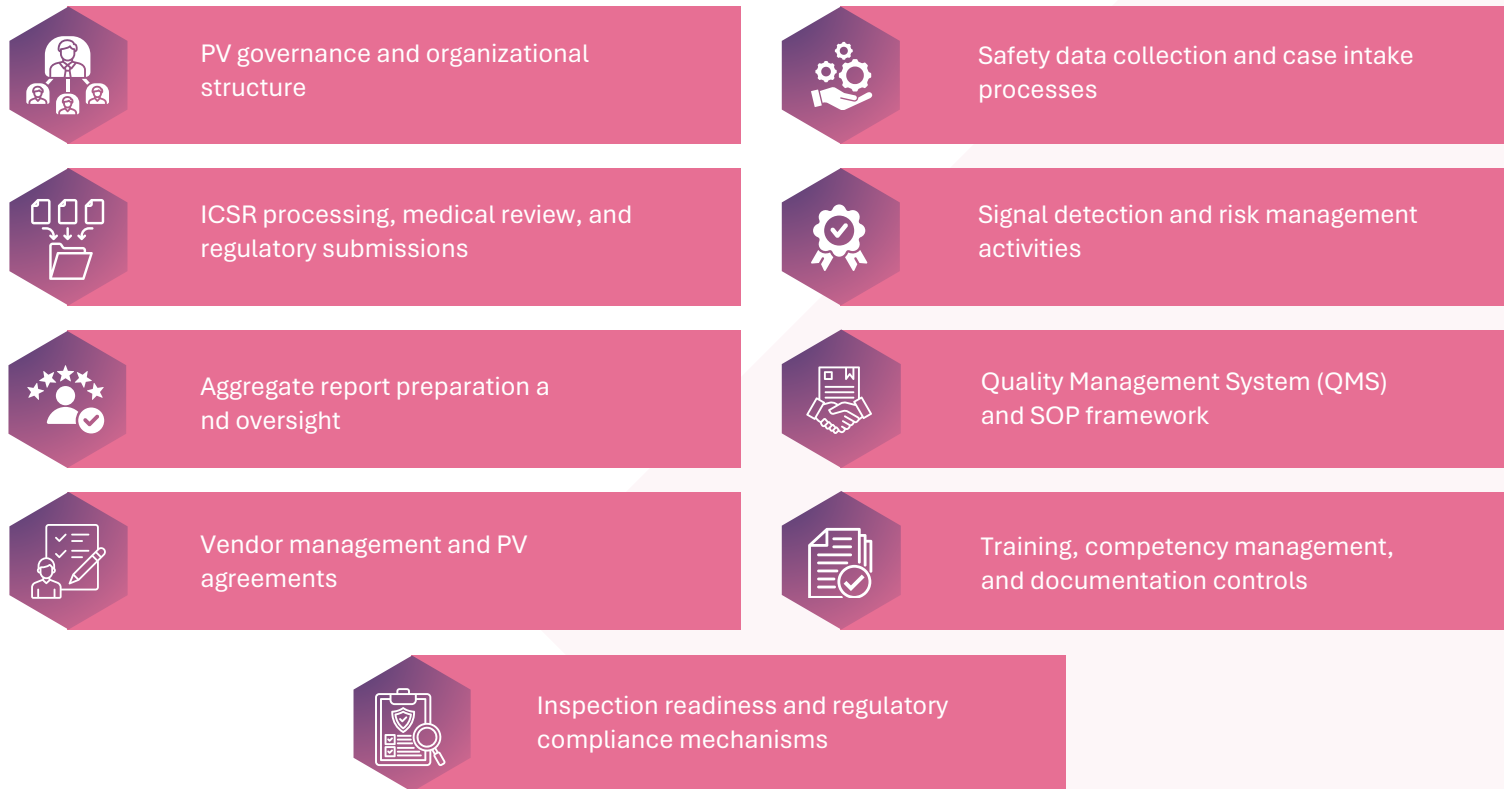 PV governance and organizational
structure
Safety data collection and case intake
processes
ICSR processing, medical review, and
regulatory submissions
Signal detection and risk management
activities
Aggregate report preparation a
nd oversight
Quality Management System (QMS)
and SOP framework
Vendor management and PV
agreements
Training, competency management,
and documentation controls
Inspection readiness and regulatory
compliance mechanisms